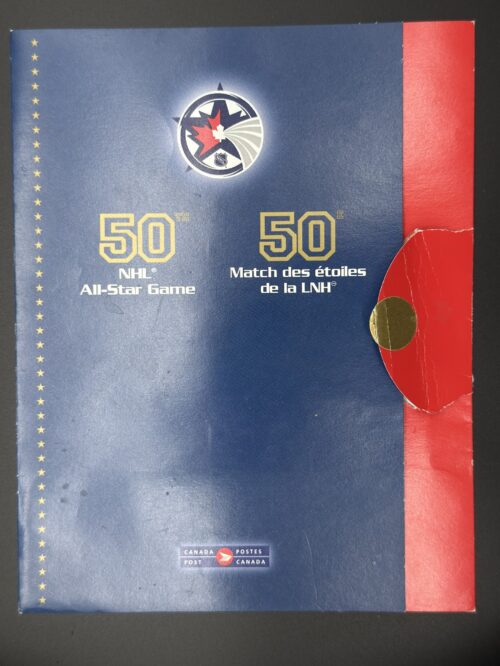 50TH
NHL®
All-Star Game
50E
Match des étoiles
de la LNH®
CANADA POSTES
POST CANADA